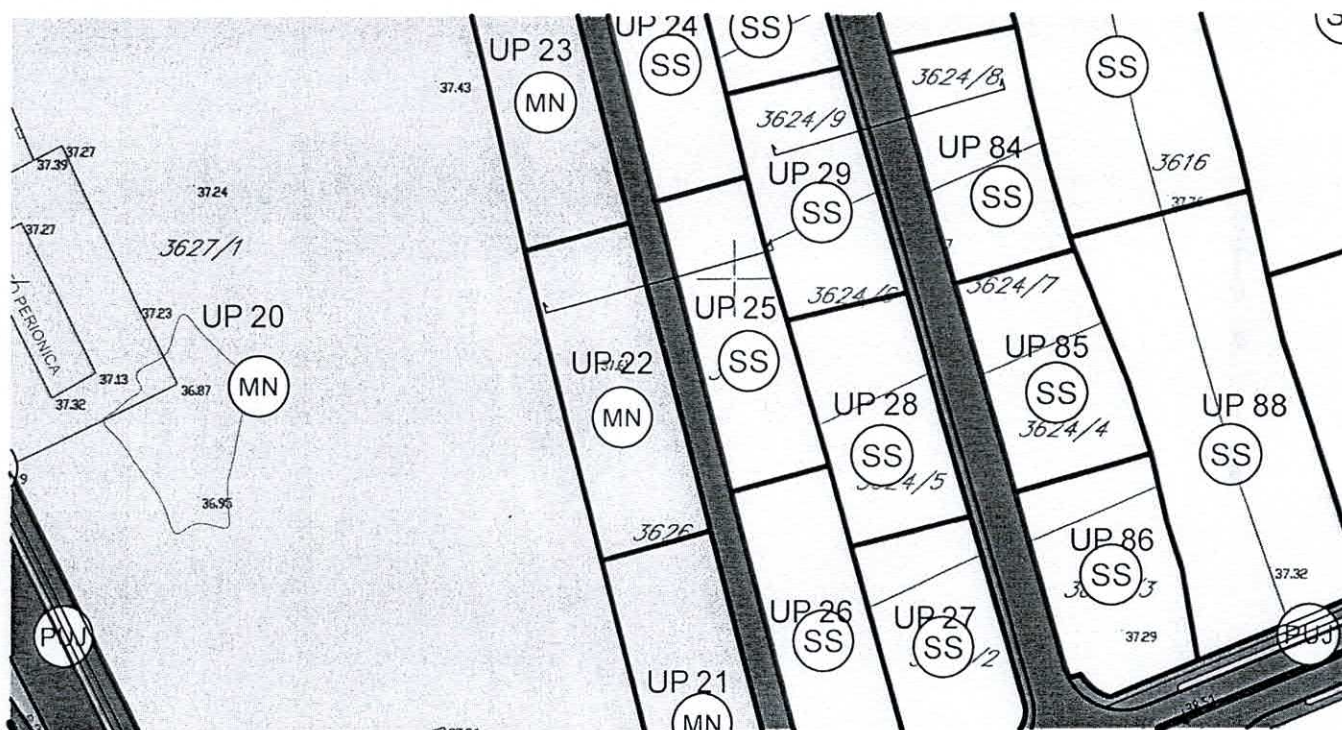 UP 23
MN
UP 24
SS
SS
3624/8
SS
37.43
3624/9
UP 84
SS
3616
37.27
37.39
37.24
UP 29
SS
37.27
3627/1
3624/7
37.23
UP 20
MN
UP 25
SS
PERIONICA
37.13
37.32
36.87
UP 22
MN
UP 85
SS
3624/4
UP 28
SS
UP 88
SS
36.95
3626
UP 86
SS
37.32
37.29
PUJ
UP 26
SS
UP 27
SS
PUJ
UP 21
MN
38.51